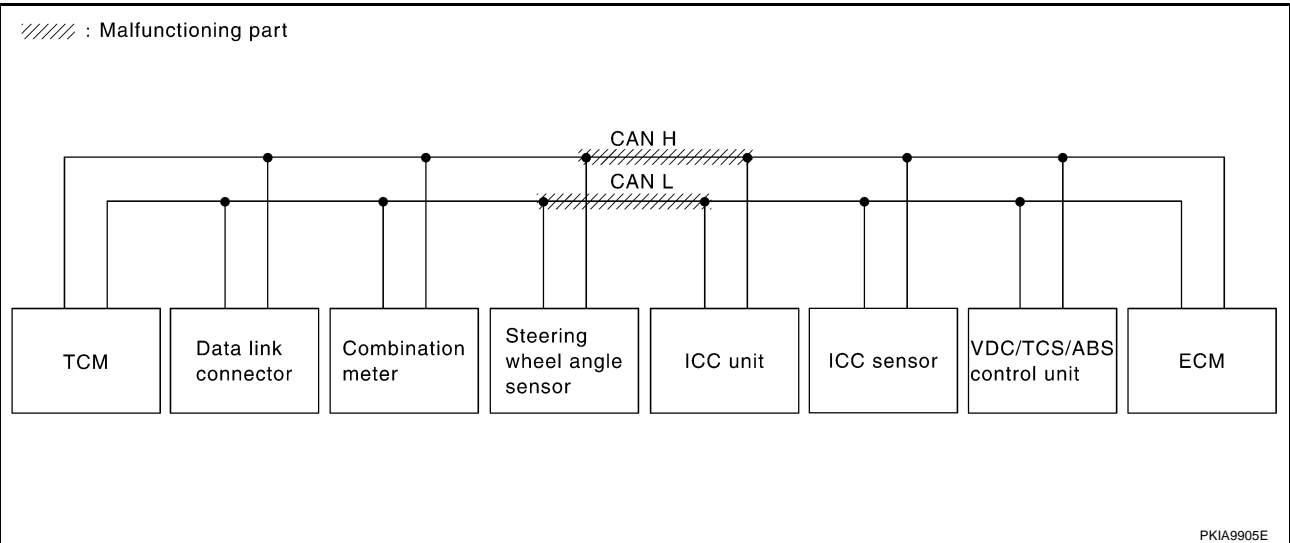 : Malfunctioning part
CAN H
CAN L
TCM
Data link
connector
Combination
meter
Steering
wheel angle
sensor
ICC unit
ICC sensor
VDC/TCS/ABS
control unit
ECM
PKIA9905E